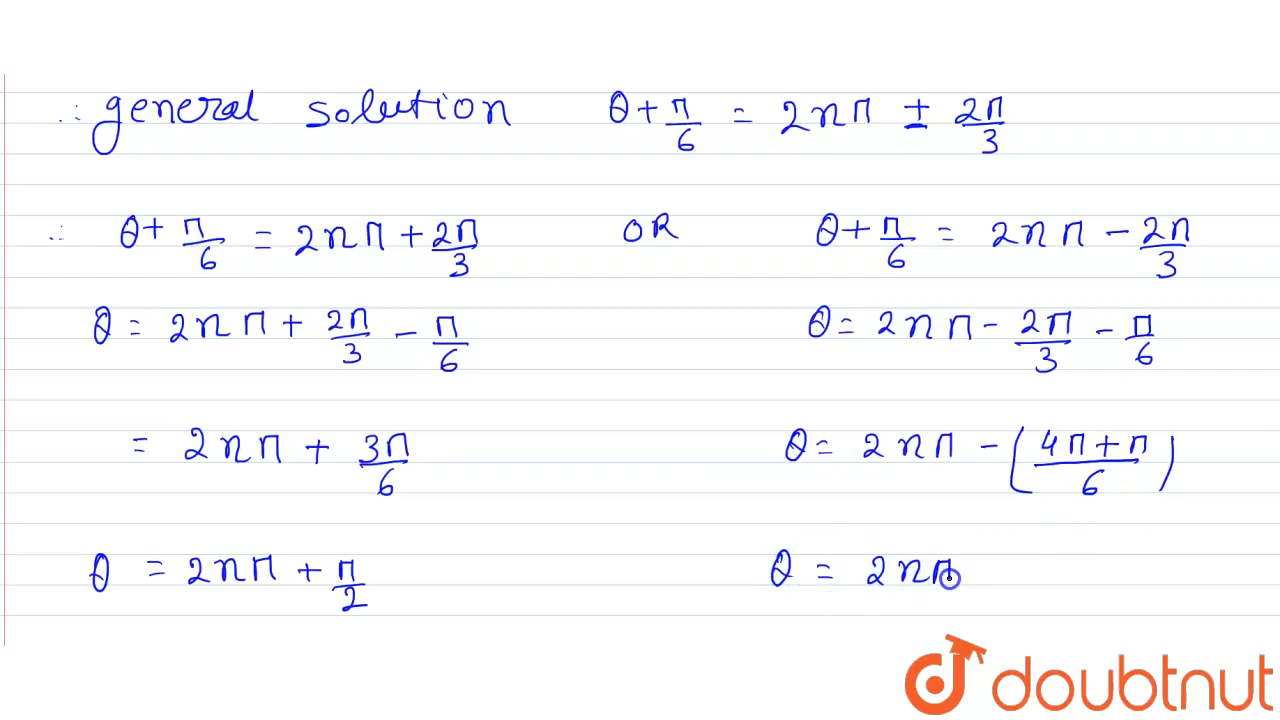 ∴ general solution θ + π/6 = 2nπ ± 2π/3
∴ θ + π/6 = 2nπ + 2π/3 OR θ + π/6 = 2nπ - 2π/3
θ = 2nπ + 2π/3 - π/6 θ = 2nπ - 2π/3 - π/6
= 2nπ + 3π/6 θ = 2nπ - (4π+π/6)
θ = 2nπ + π/2 θ = 2nπ
doubtnut